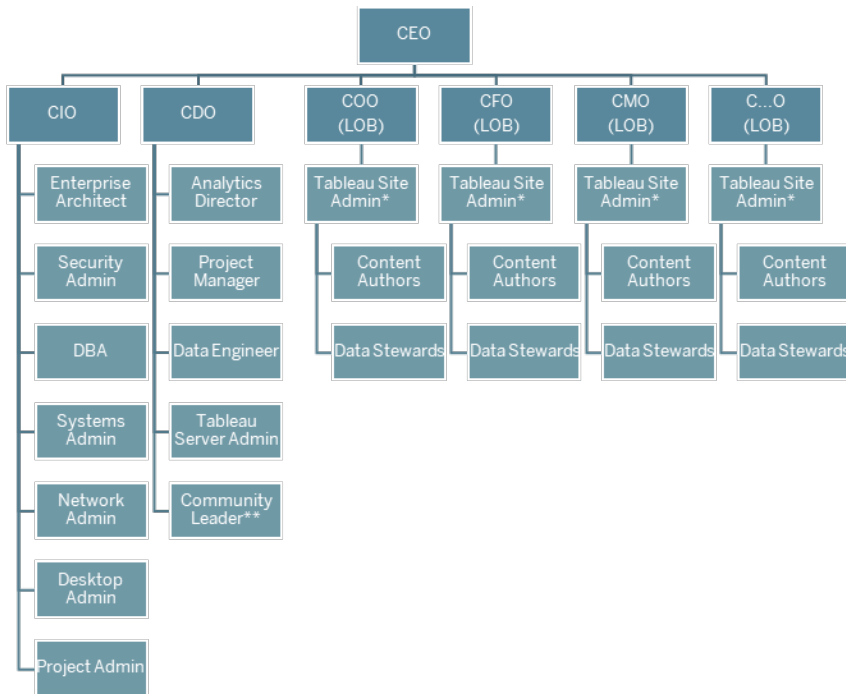 CEO
CIO
CDO
COO
(LOB)
CFO
(LOB)
CMO
(LOB)
C...O
(LOB)
Enterprise
Architect
Security
Admin
DBA
Systems
Admin
Network
Admin
Desktop
Admin
Project Admin
Analytics
Director
Project
Manager
Data Engineer
Tableau
Server Admin
Community
Leader**
Tableau Site
Admin*
Content
Authors
Data Stewards
Tableau Site
Admin*
Content
Authors
Data Stewards
Tableau Site
Admin*
Content
Authors
Data Stewards
Tableau Site
Admin*
Content
Authors
Data Stewards